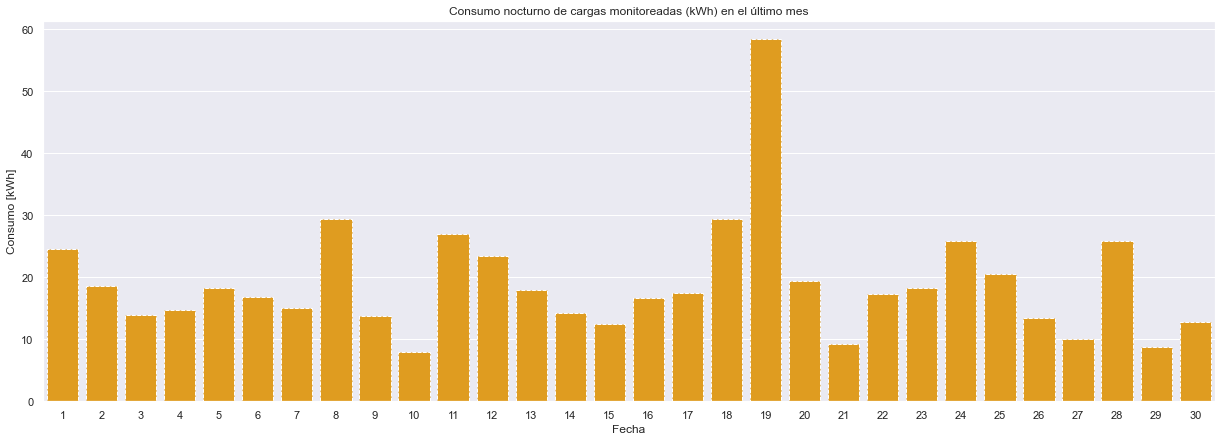 Consumo nocturno de cargas monitoreadas (kWh) en el último mes
Consumo [kWh]
60
50
40
30
20
10
0
1 2 3 4 5 6 7 8 9 10 11 12 13 14 15 16 17 18 19 20 21 22 23 24 25 26 27 28 29 30
Fecha